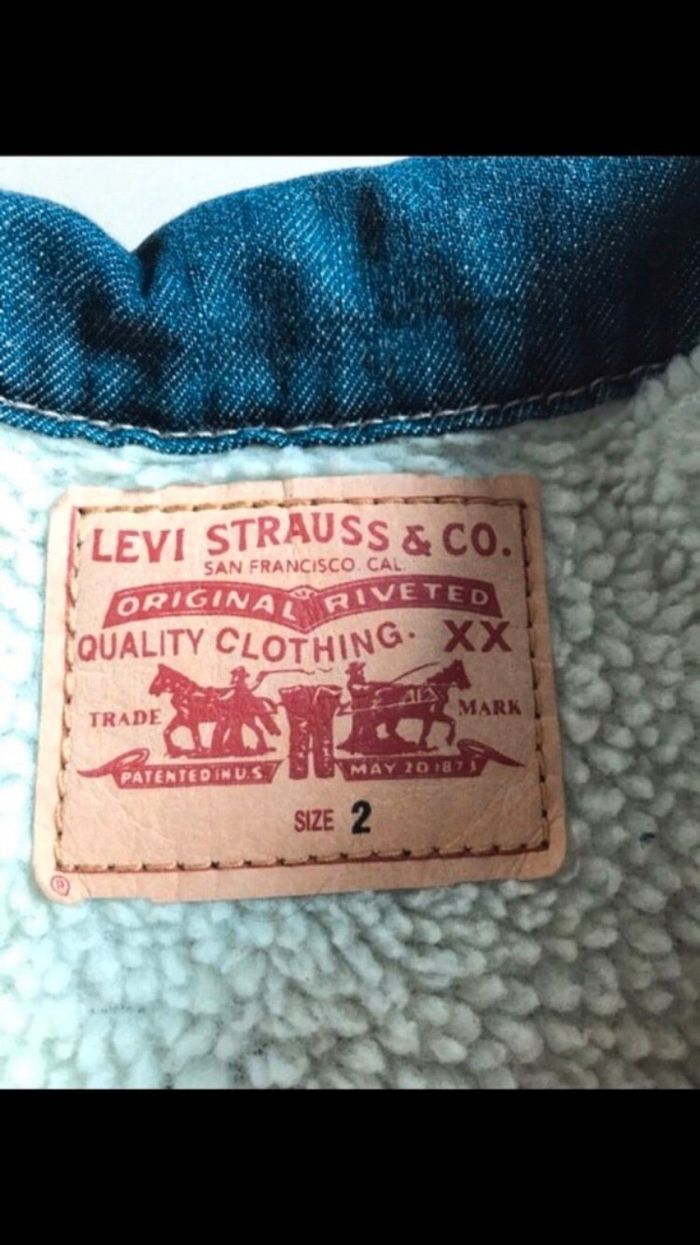 LEVI STRAUSS & CO.
SAN FRANCISCO. CAL
ORIGINAL RIVETED
QUALITY CLOTHING. XX
TRADE MARK
PATENTED IN U.S. MAY 20 1873
SIZE 2
®